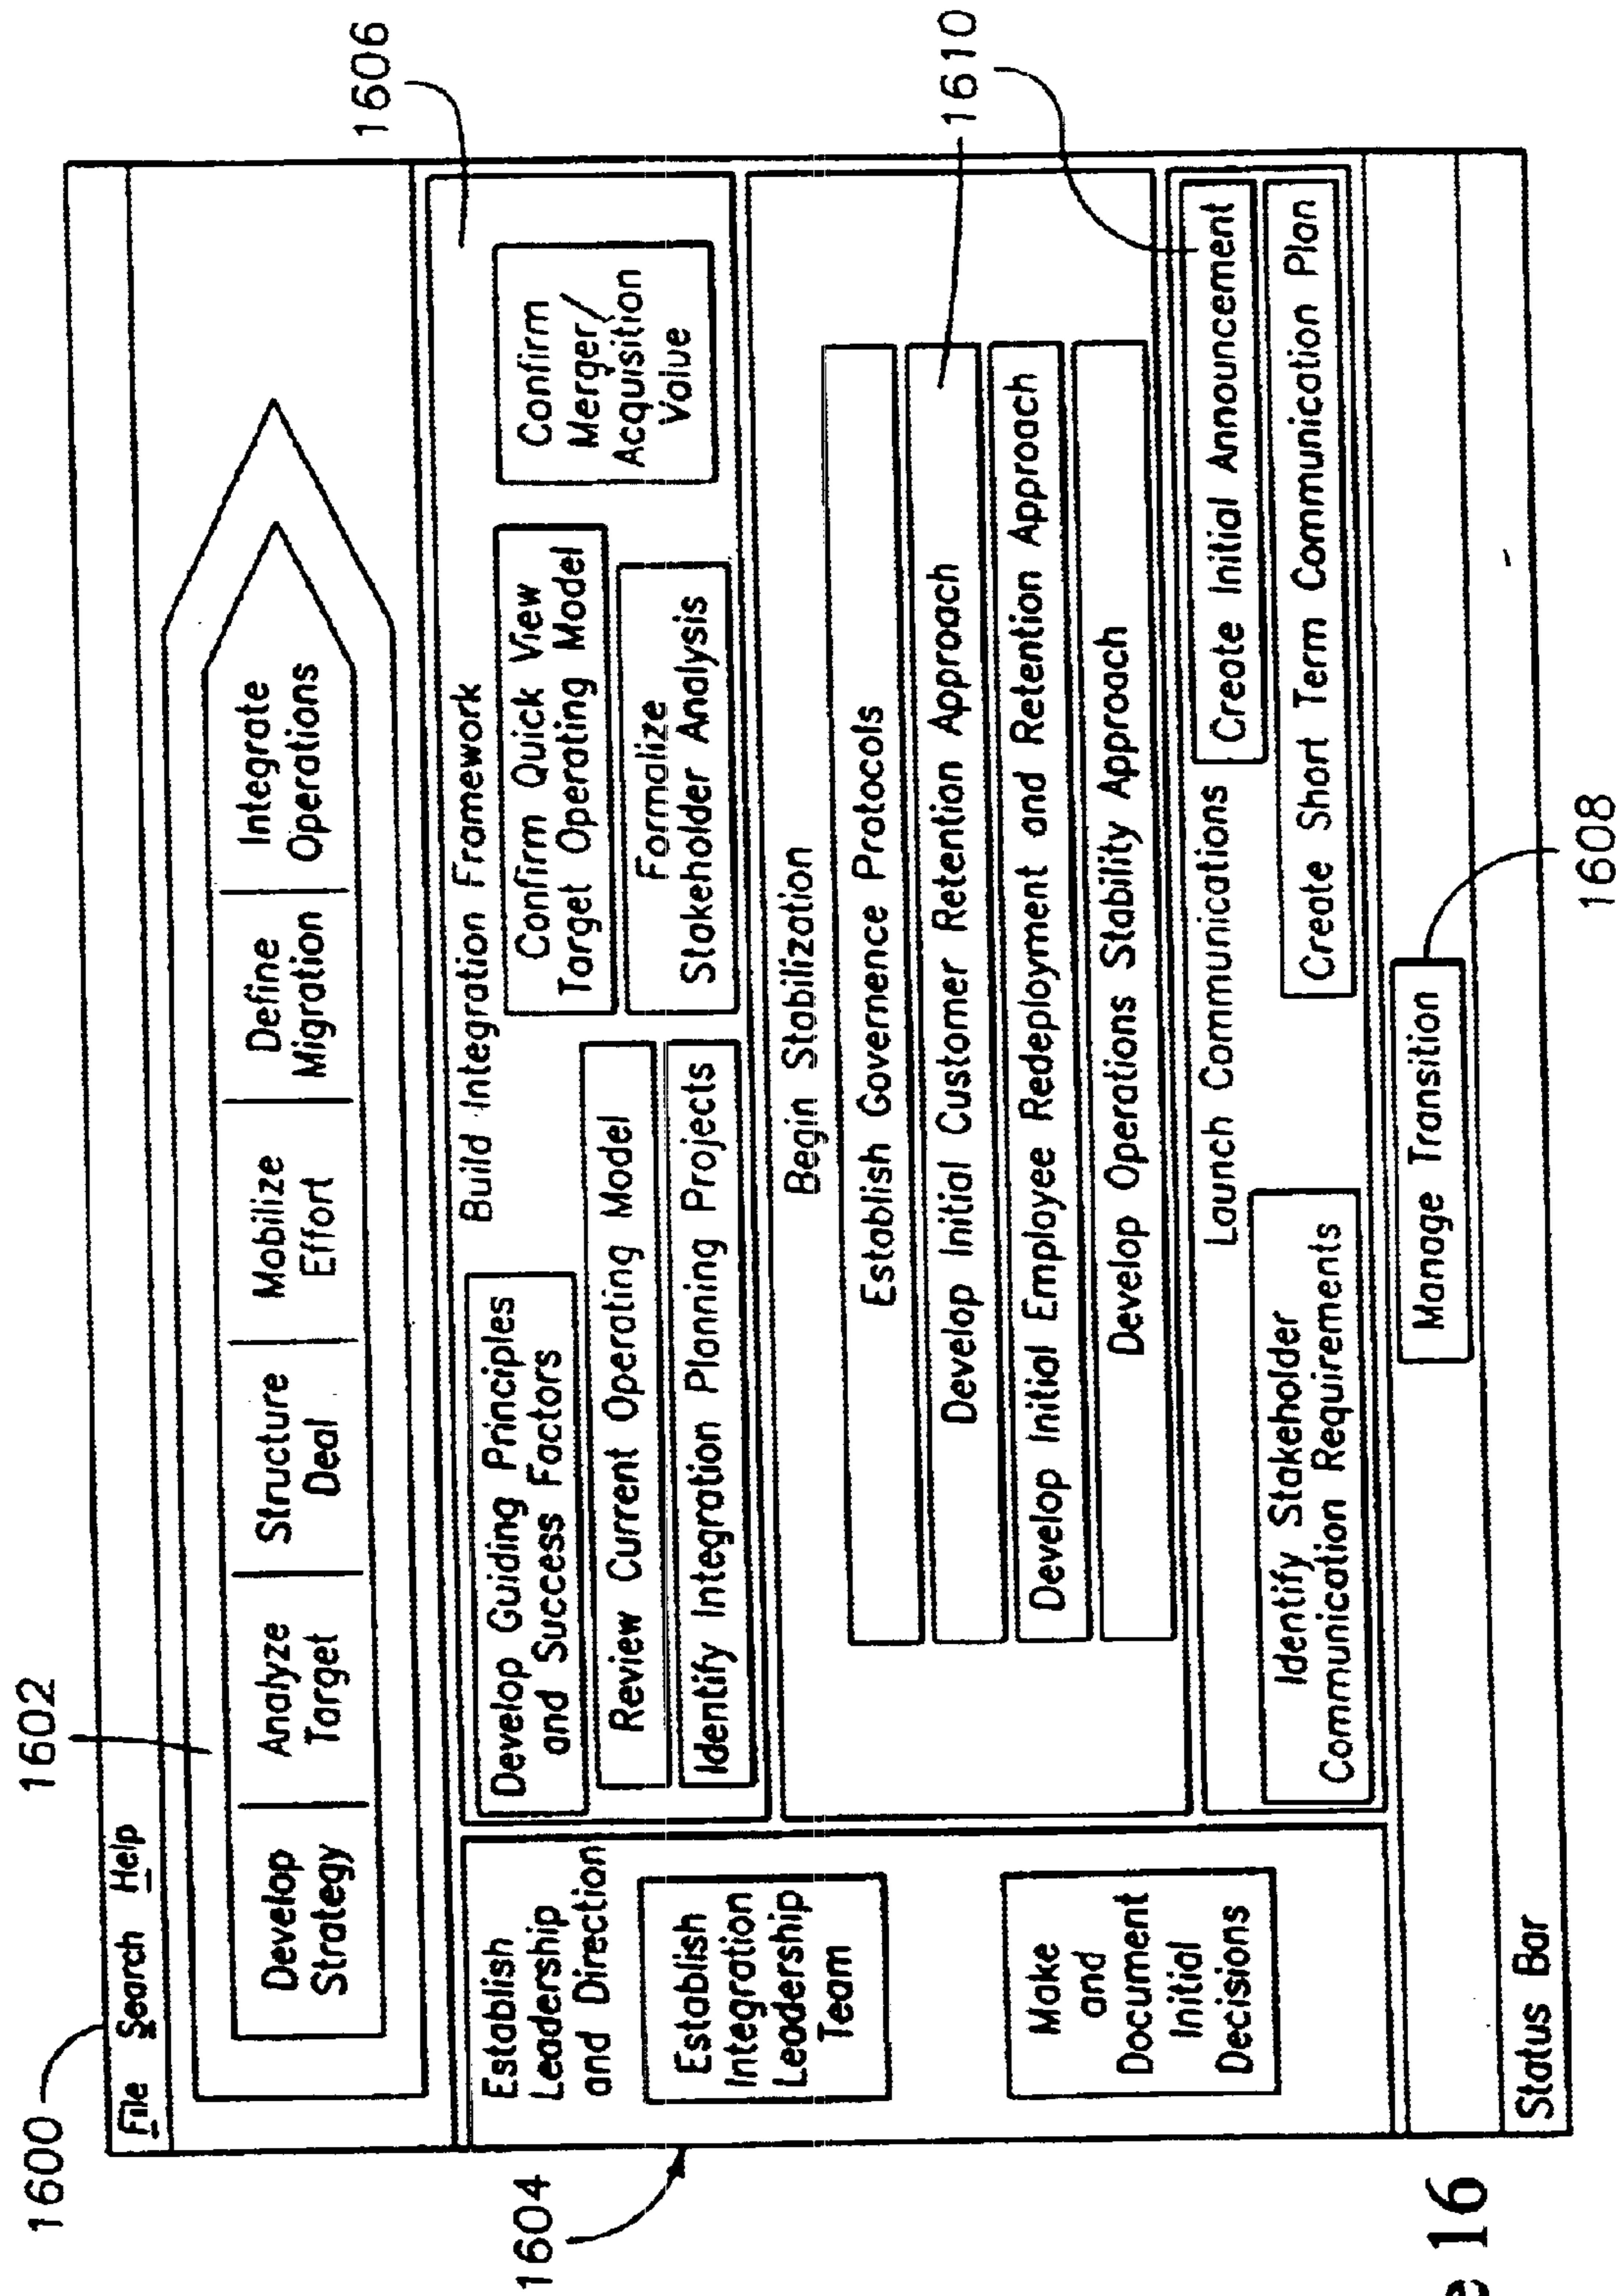 1600
File Search Help
1602
Develop
Strategy
Analyze
Target
Structure
Deal
Mobilize
Effort
Define
Migration
Integrate
Operations
1604
Establish
Leadership
and Direction
Establish
Integration
Leadership
Team
Make
and
Document
Initial
Decisions
Build Integration Framework
1606
Develop Guiding Principles
and Success Factors
Review Current Operating Model
Identify Integration Planning Projects
Confirm Quick View
Target Operating Model
Formalize
Stakeholder Analysis
Confirm
Merger/
Acquisition
Value
Begin Stabilization
Establish Governence Protocols
Develop Initial Customer Retention Approach
Develop Initial Employee Redeployment and Retention Approach
Develop Operations Stability Approach
1610
Launch Communications
Identify Stakeholder
Communication Requirements
Create Initial Announcement
Create Short Term Communication Plan
Manage Transition
1608
Status Bar
16